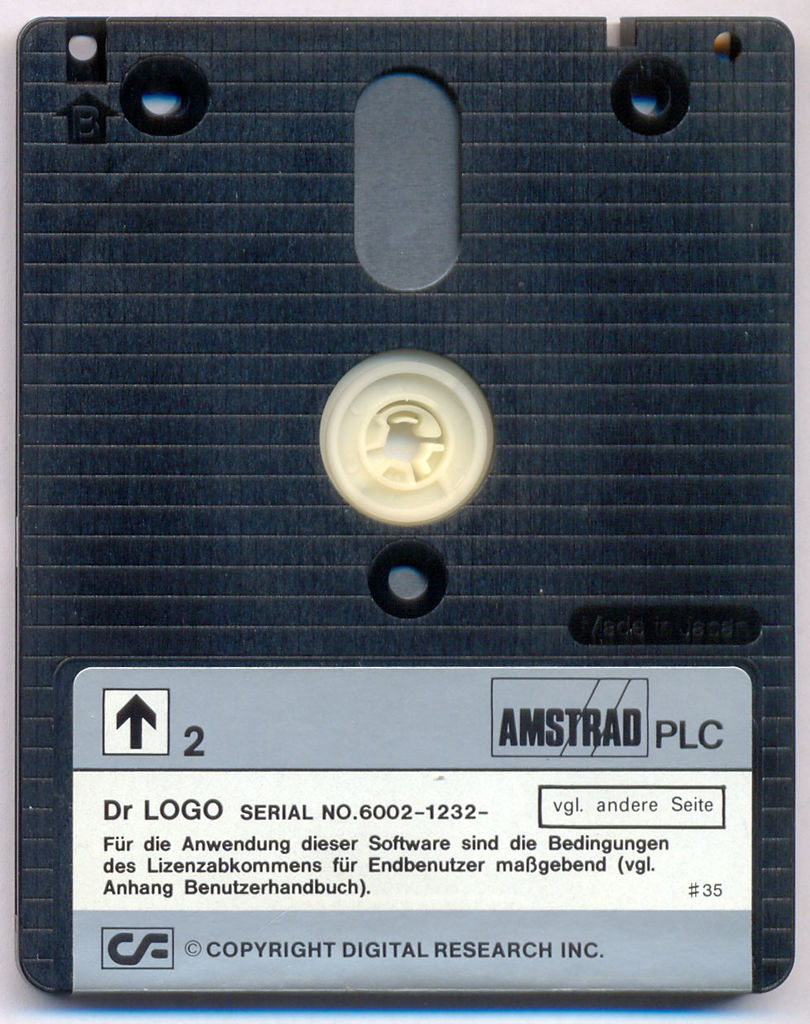 B
Made in Japan
2
AMSTRAD PLC
Dr LOGO SERIAL NO.6002-1232-
vgl. andere Seite
Für die Anwendung dieser Software sind die Bedingungen
des Lizenzabkommens für Endbenutzer maßgebend (vgl.
Anhang Benutzerhandbuch).
#35
CF © COPYRIGHT DIGITAL RESEARCH INC.